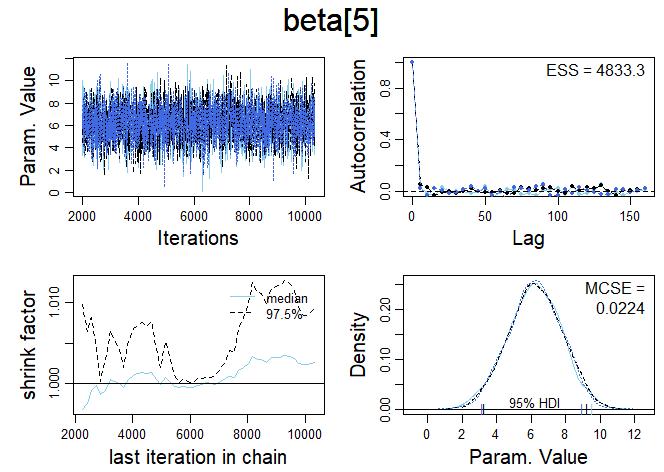 beta[5]
Param. Value
0 2 4 6 8 10
2000 4000 6000 8000 10000
Iterations
Autocorrelation
0.0 0.4 0.8
ESS = 4833.3
0 50 100 150
Lag
shrink factor
1.000 1.010
median
97.5%
2000 4000 6000 8000 10000
last iteration in chain
Density
0.00 0.10 0.20
MCSE =
0.0224
95% HDI
0 2 4 6 8 10 12
Param. Value